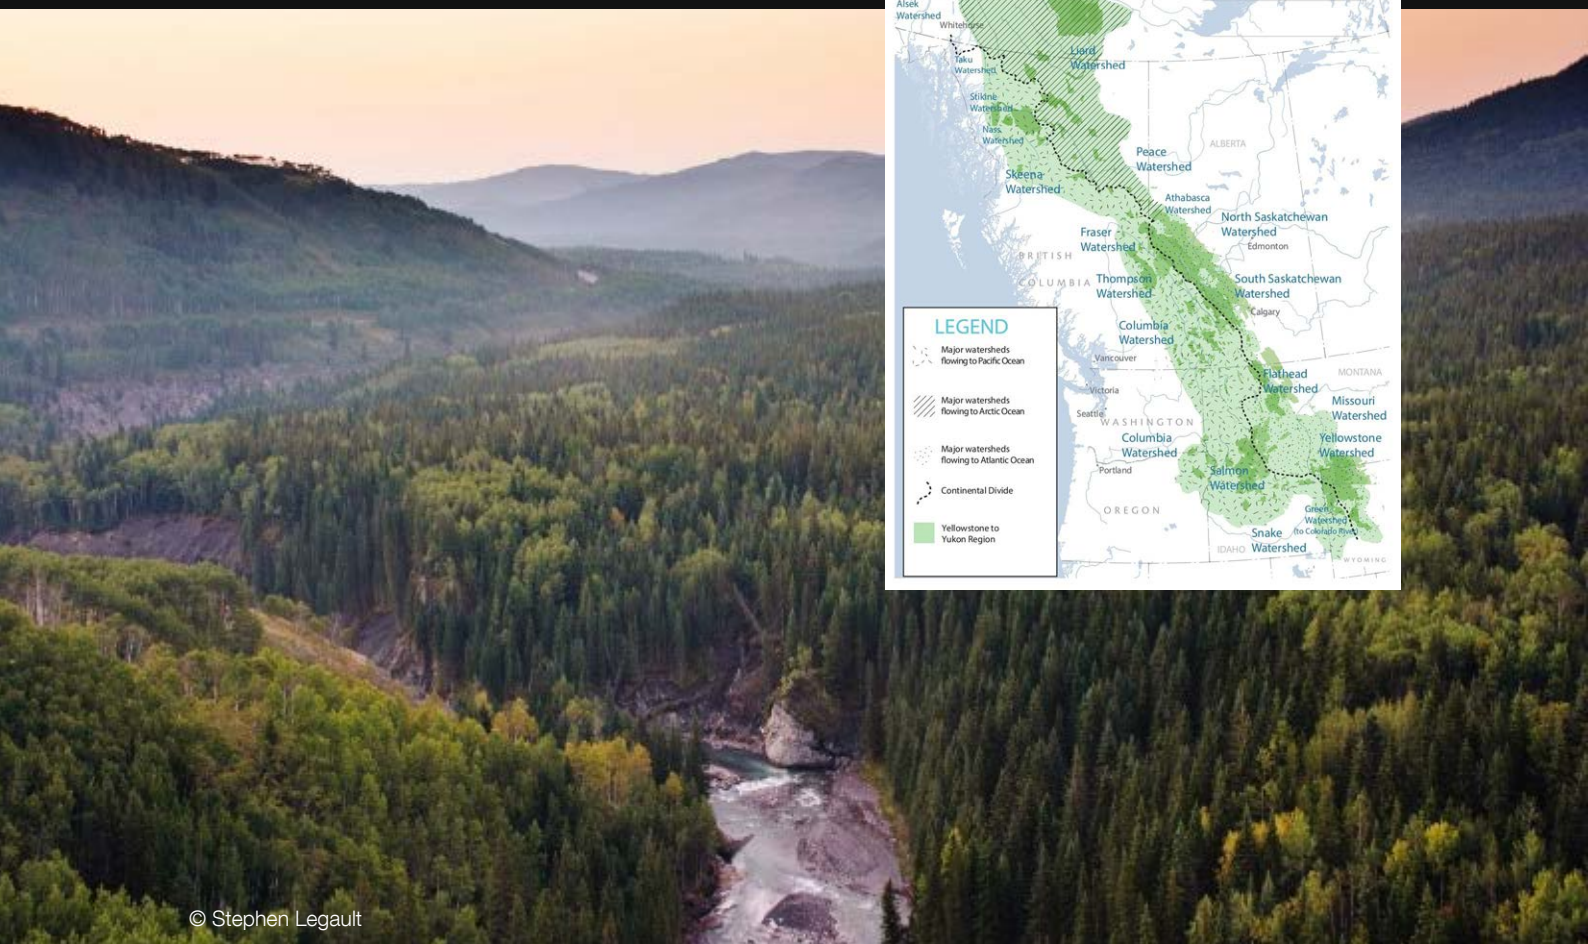 Alsek
Watershed
Whitehorse
Taku
Watershed
Liard
Watershed
Stikine
Watershed
Nass
Watershed
Peace
Watershed
ALBERTA
Skeena
Watershed
Athabasca
Watershed
North Saskatchewan
Watershed
Edmonton
Fraser
Watershed
BRITISH
COLUMBIA
Thompson
Watershed
South Saskatchewan
Watershed
Calgary
Columbia
Watershed
Vancouver
Flathead
Watershed
MONTANA
Victoria
Missouri
Watershed
Seattle
WASHINGTON
Columbia
Watershed
Yellowstone
Watershed
Portland
Salmon
Watershed
OREGON
Green
Watershed
(to Colorado River)
Snake
Watershed
IDAHO
WYOMING
LEGEND
Major watersheds
flowing to Pacific Ocean
Major watersheds
flowing to Arctic Ocean
Major watersheds
flowing to Atlantic Ocean
Continental Divide
Yellowstone to
Yukon Region
© Stephen Legault